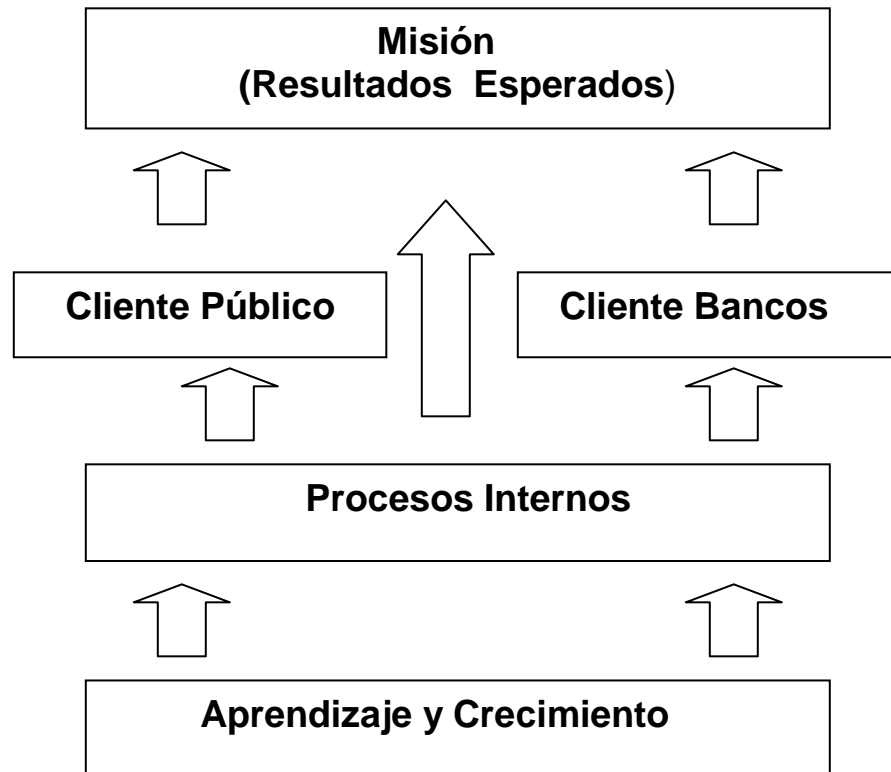 Misión
(Resultados Esperados)
Cliente Público
Cliente Bancos
Procesos Internos
Aprendizaje y Crecimiento